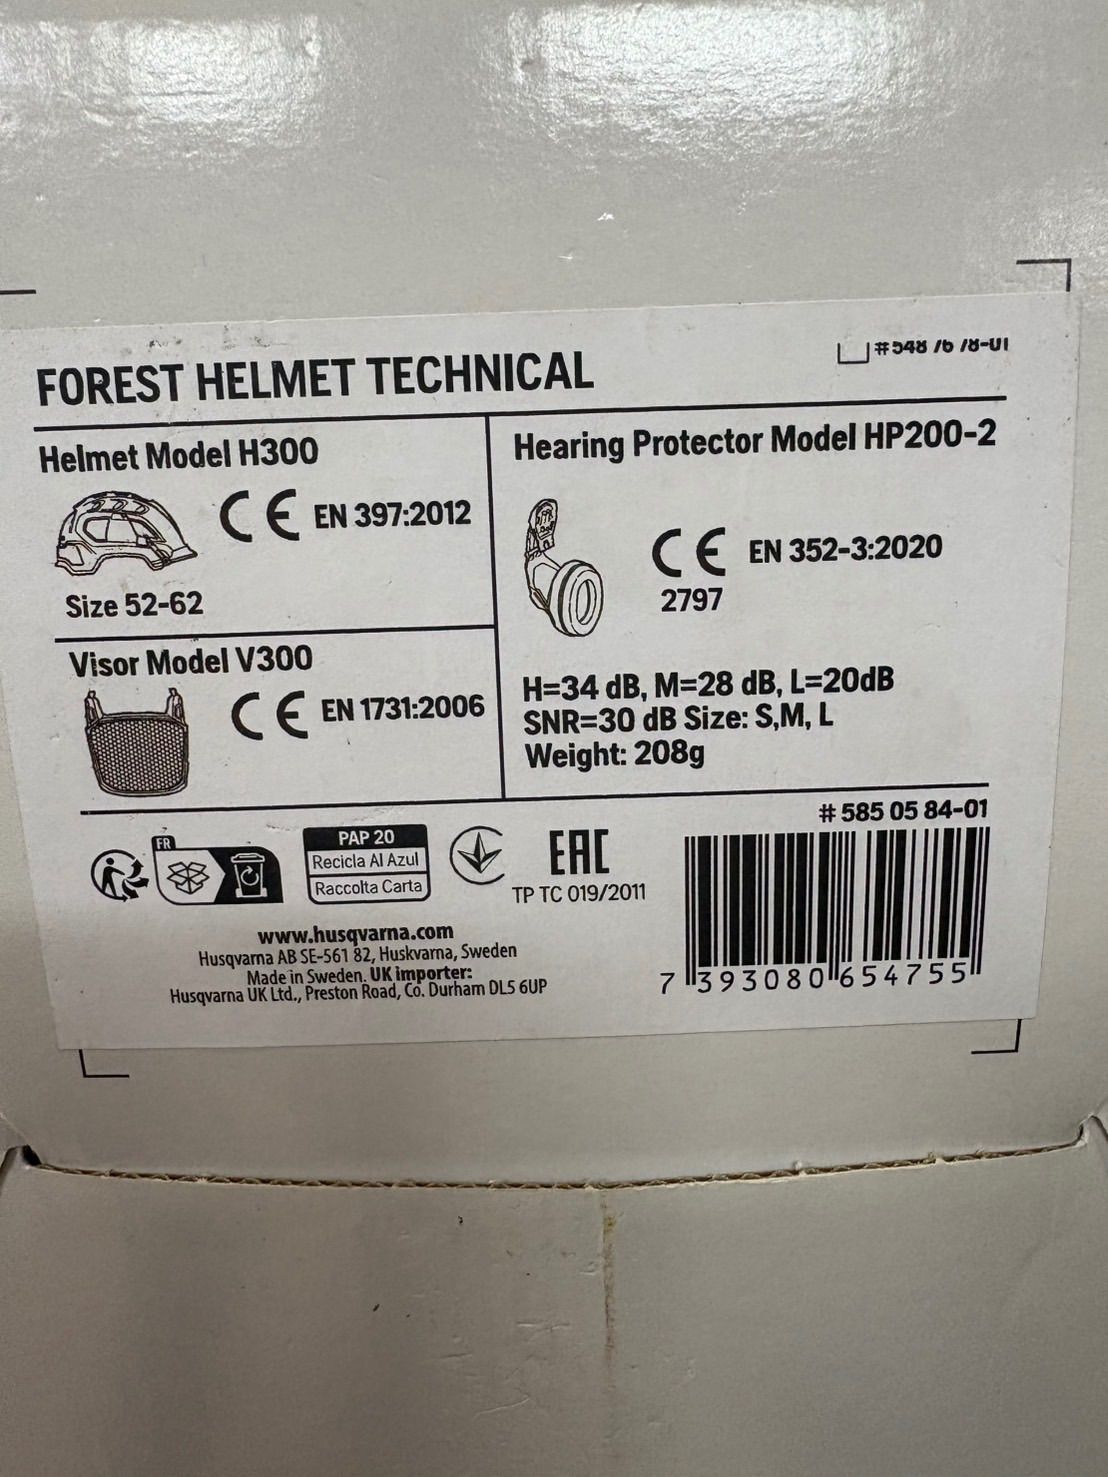 #548 76 78-01
FOREST HELMET TECHNICAL
Helmet Model H300
CE EN 397:2012
Size 52-62
Visor Model V300
CE EN 1731:2006
Hearing Protector Model HP200-2
CE EN 352-3:2020
2797
H=34 dB, M=28 dB, L=20dB
SNR=30 dB Size: S,M, L
Weight: 208g
# 585 05 84-01
FR
PAP 20
Recicla Al Azul
Raccolta Carta
EAC
TP TC 019/2011
www.husqvarna.com
Husqvarna AB SE-561 82, Huskvarna, Sweden
Made in Sweden. UK importer:
Husqvarna UK Ltd., Preston Road, Co. Durham DL5 6UP
7 393080 654755